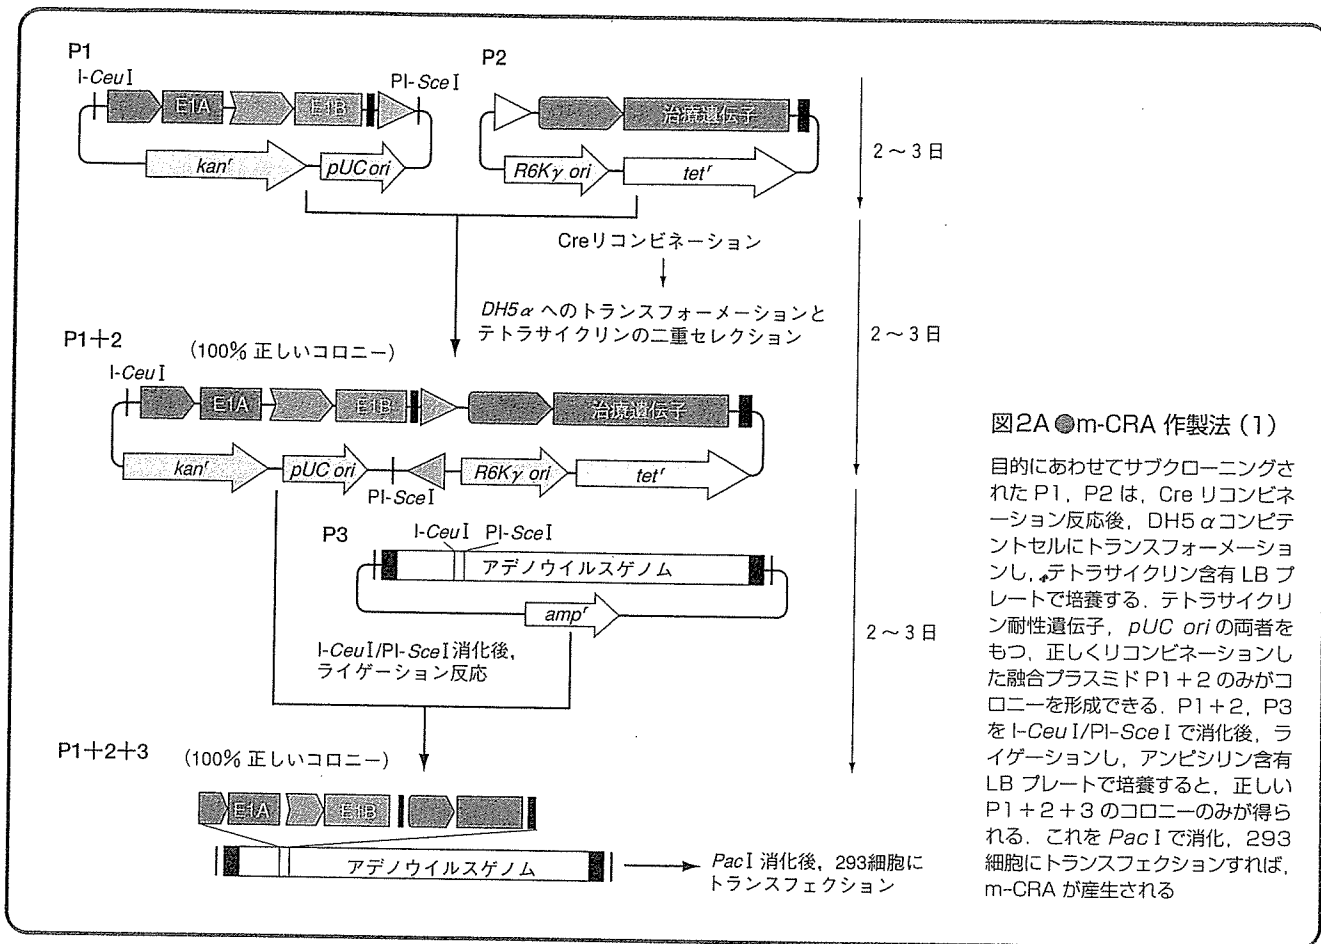 P1
I-CeuI
PI-SceI
E1A
E1B
kanʳ
pUC ori
P2
治療遺伝子
R6Kγ ori
tetʳ
2～3日
Creリコンビネーション
DH5αへのトランスフォーメーションと
テトラサイクリンの二重セレクション
2～3日
P1＋2
(100% 正しいコロニー)
I-CeuI
E1A
E1B
治療遺伝子
kanʳ
pUC ori
PI-SceI
R6Kγ ori
tetʳ
P3
I-CeuI
PI-SceI
アデノウイルスゲノム
ampʳ
I-CeuI/PI-SceI消化後，
ライゲーション反応
2～3日
P1＋2＋3
(100% 正しいコロニー)
E1A
E1B
アデノウイルスゲノム
PacI 消化後，293細胞に
トランスフェクション
図2A●m-CRA 作製法（1）
目的にあわせてサブクローニングさ
れた P1，P2 は，Cre リコンビネ
ーション反応後，DH5αコンピテ
ントセルにトランスフォーメーショ
ンし，テトラサイクリン含有 LB プ
レートで培養する．テトラサイクリ
ン耐性遺伝子，pUC ori の両者を
もつ，正しくリコンビネーションし
た融合プラスミド P1＋2 のみがコ
ロニーを形成できる．P1＋2，P3
を I-CeuI/PI-SceI で消化後，ラ
イゲーションし，アンピシリン含有
LB プレートで培養すると，正しい
P1＋2＋3 のコロニーのみが得ら
れる．これを PacI で消化，293
細胞にトランスフェクションすれば，
m-CRA が産生される